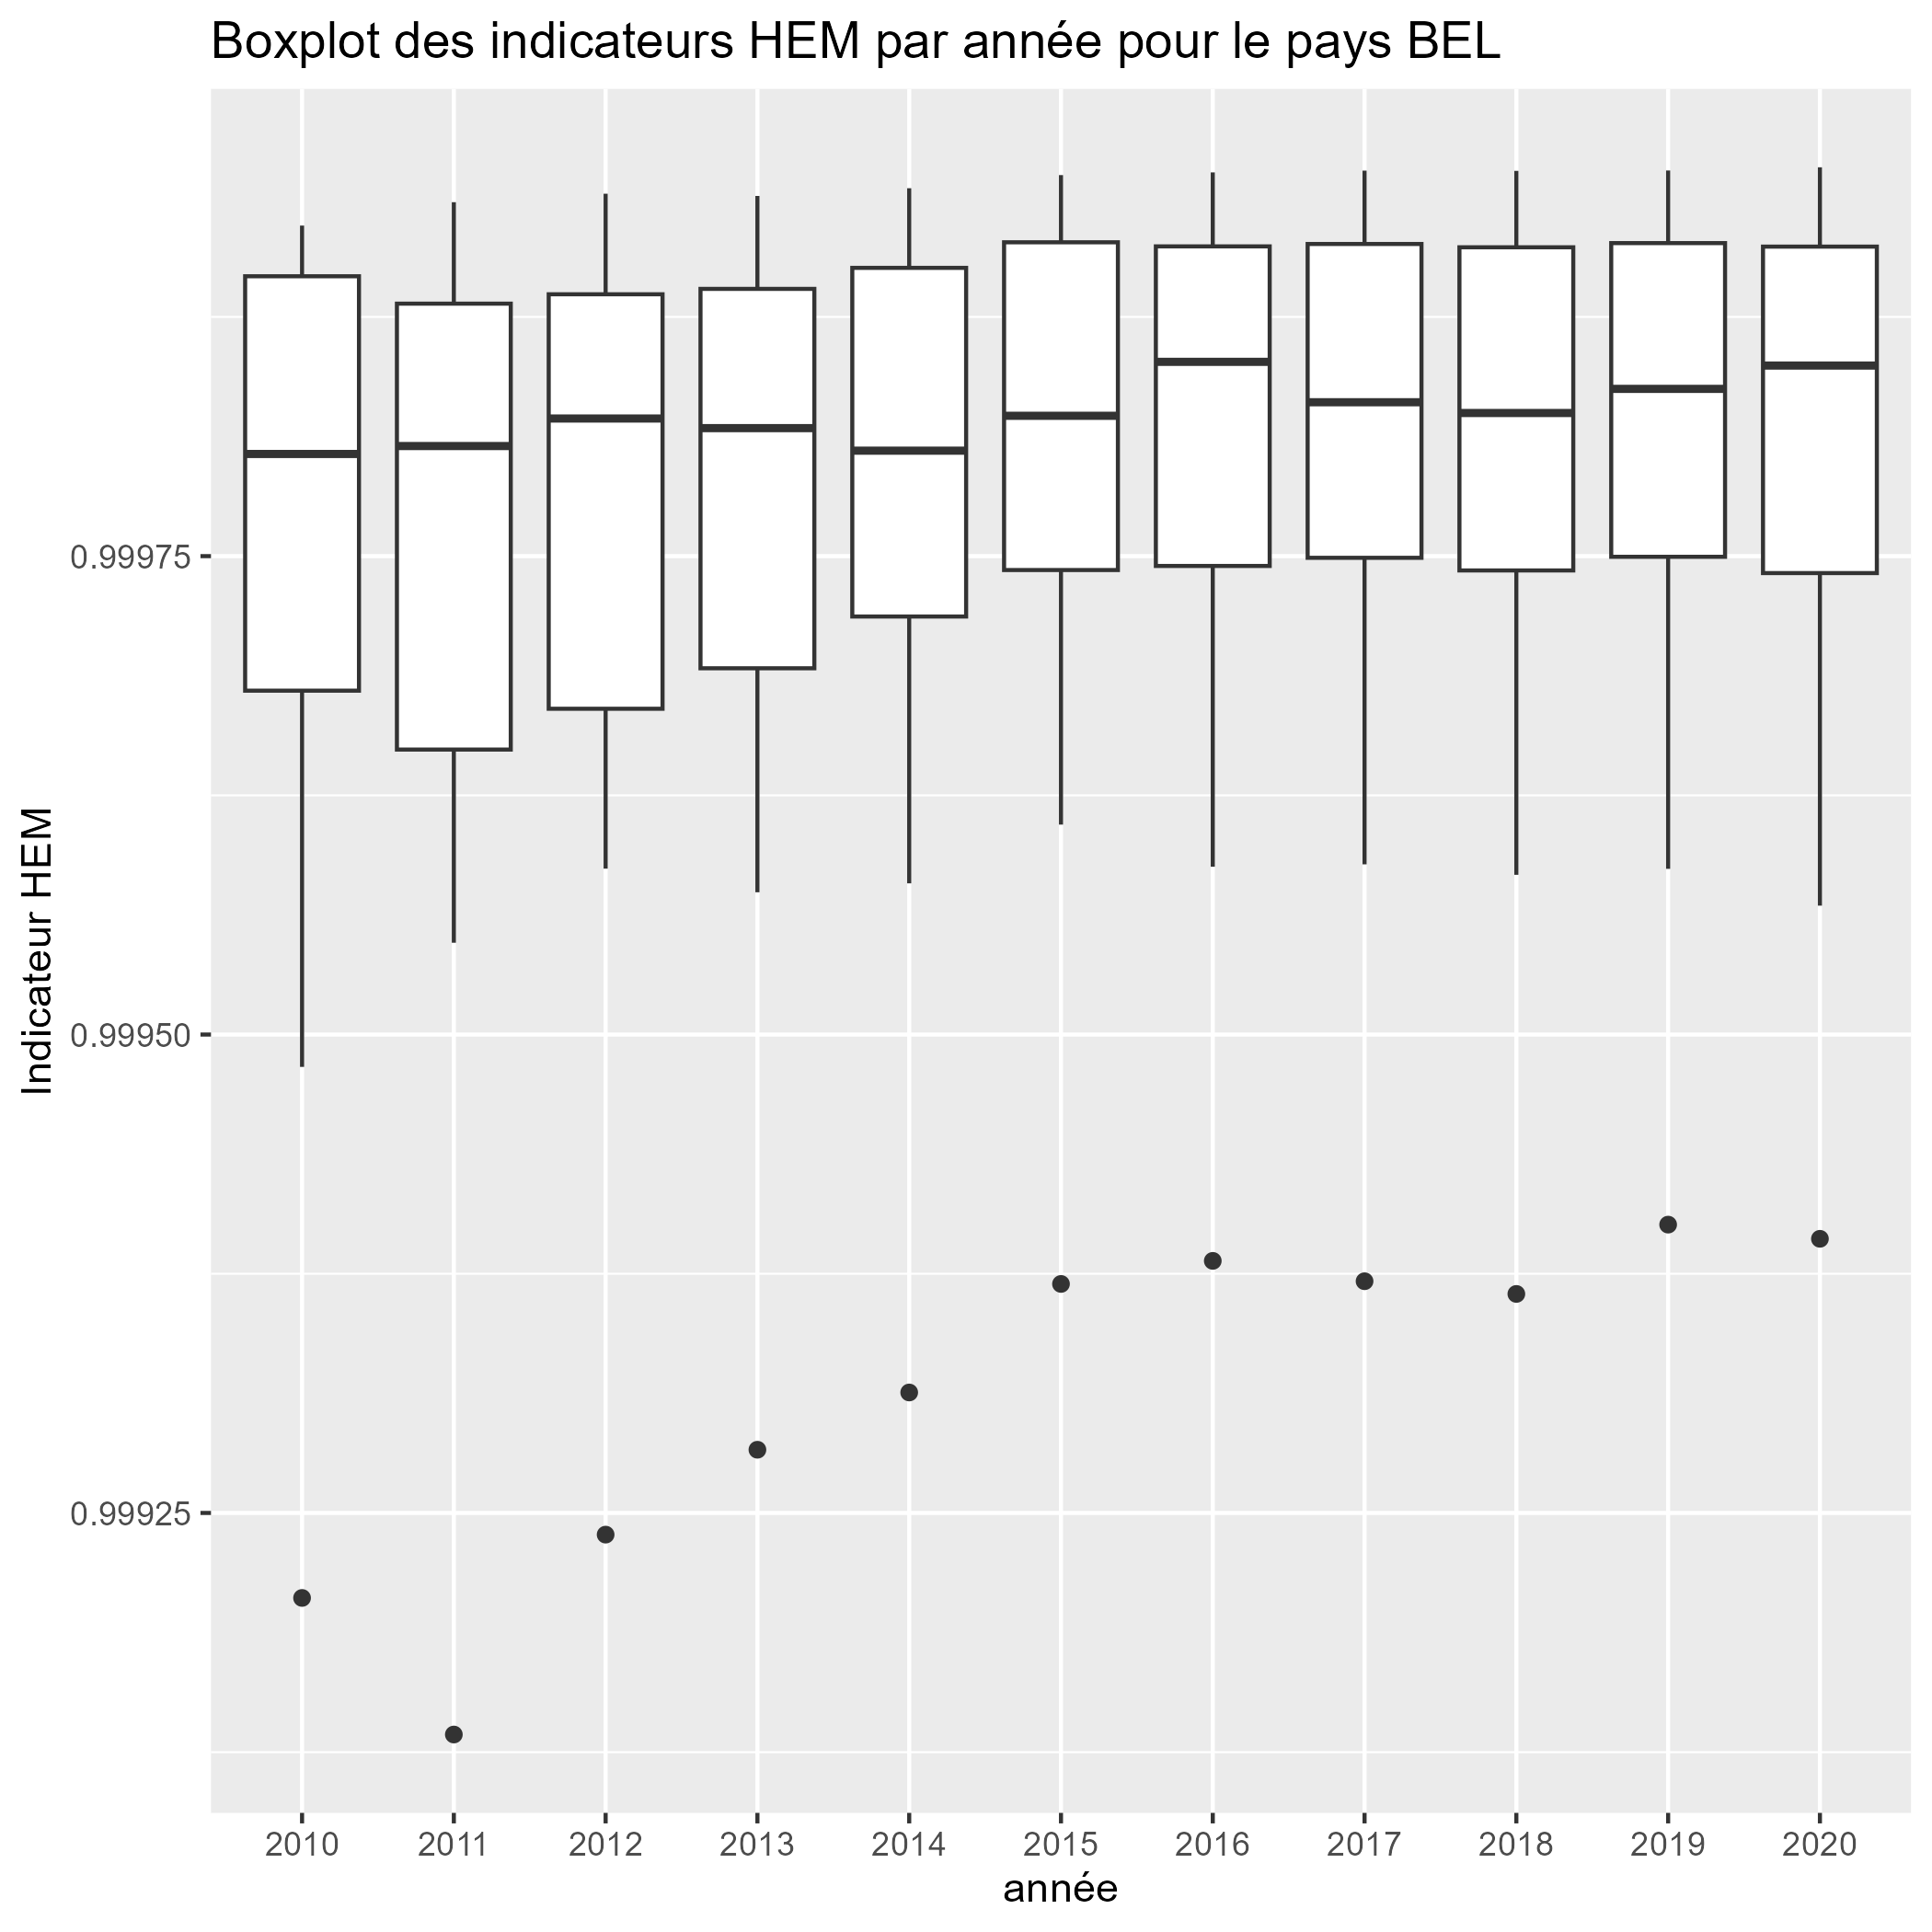 Boxplot des indicateurs HEM par année pour le pays BEL
Indicateur HEM
0.99975
0.99950
0.99925
2010 2011 2012 2013 2014 2015 2016 2017 2018 2019 2020
année